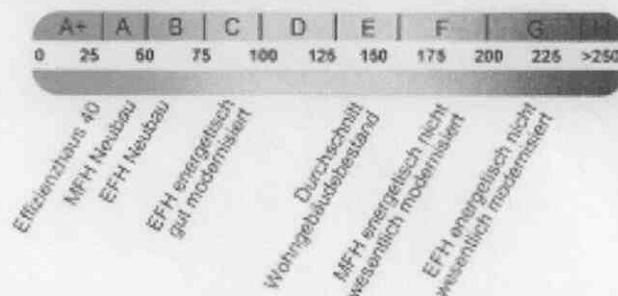 A+ A B C D E F G H
0 25 50 75 100 125 150 175 200 225 >250
Effizienzhaus 40
MFH Neubau
EFH Neubau
EFH energetisch
gut modernisiert
Durchschnitt
Wohngebäudebestand
MFH energetisch nicht
wesentlich modernisiert
EFH energetisch nicht
wesentlich modernisiert